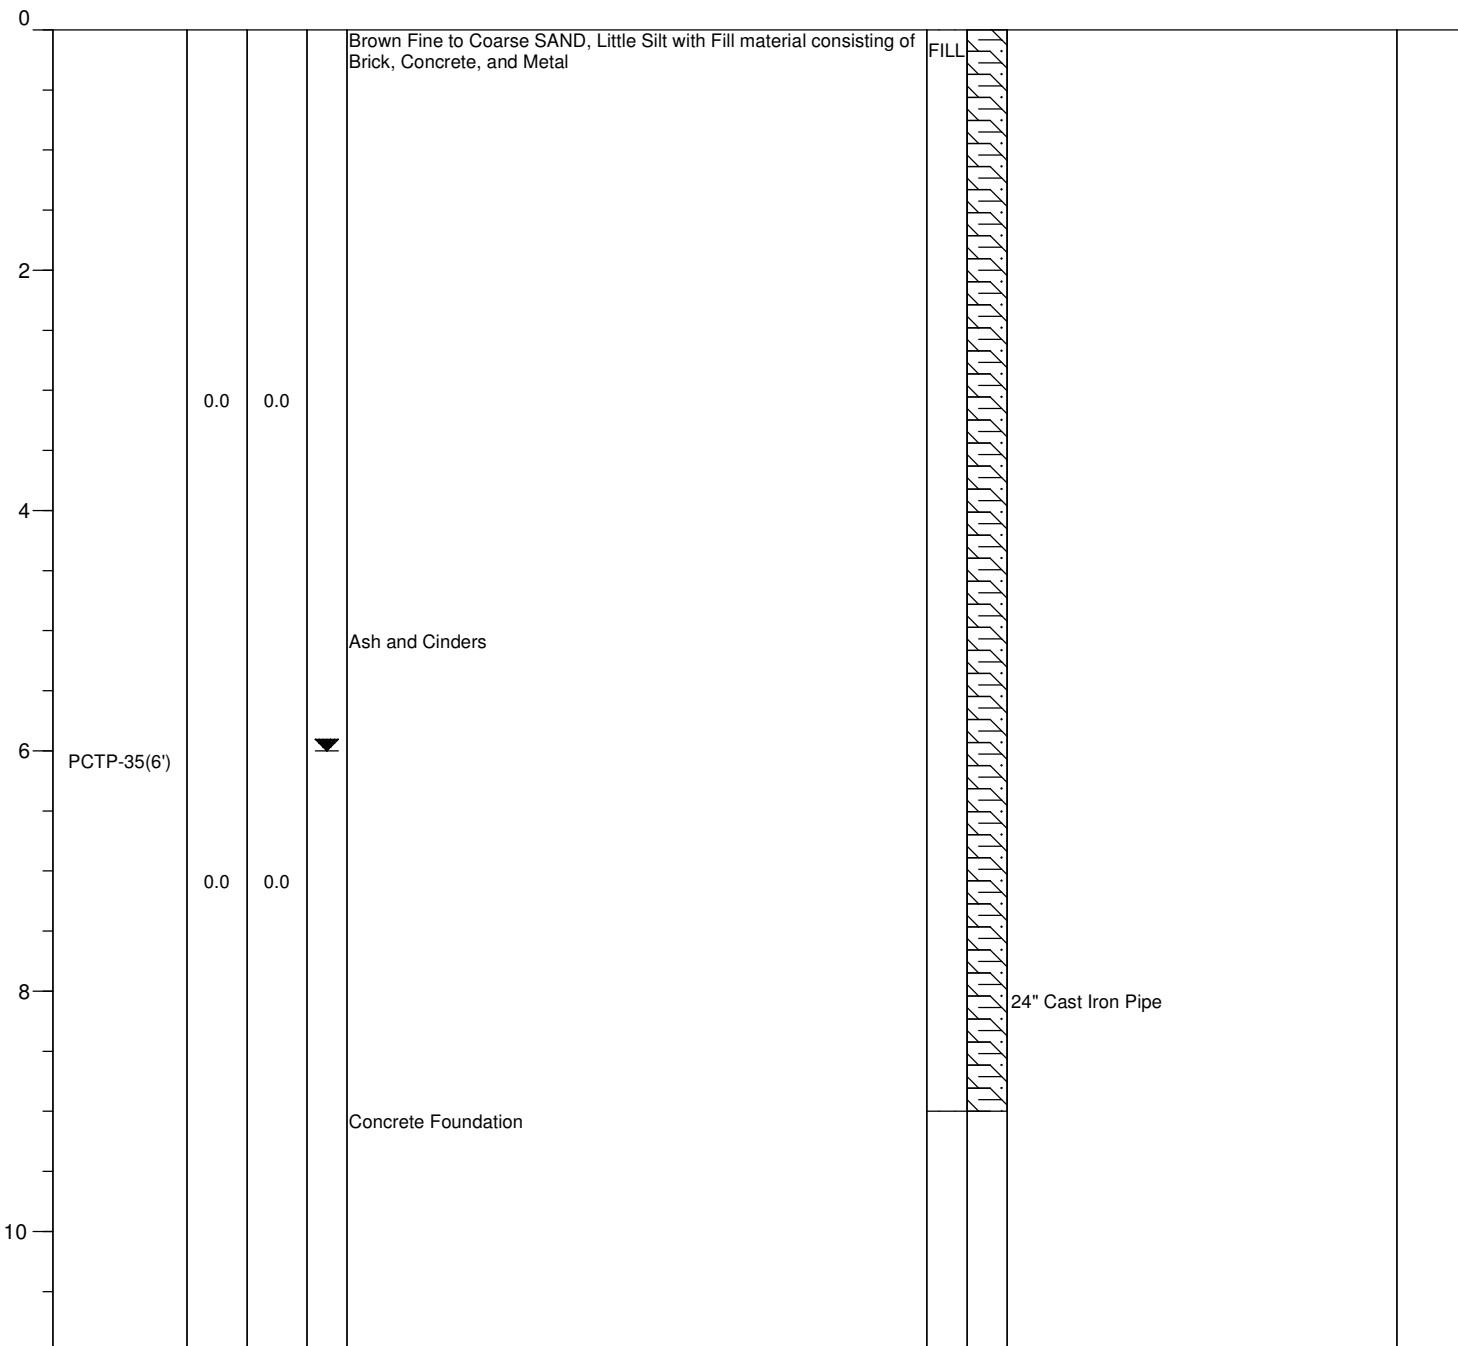 0
Brown Fine to Coarse SAND, Little Silt with Fill material consisting of
Brick, Concrete, and Metal
FILL
2
0.0 0.0
4
Ash and Cinders
6
PCTP-35(6')
0.0 0.0
8
24" Cast Iron Pipe
Concrete Foundation
10